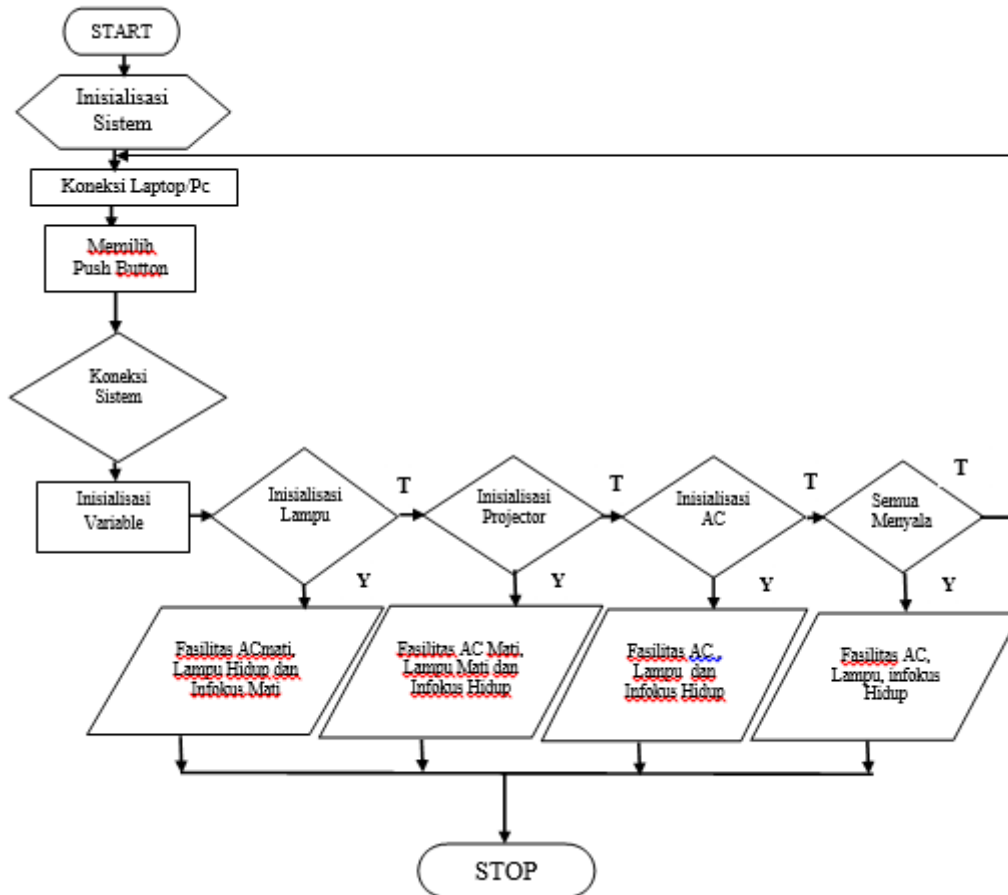 START
Inisialisasi
Sistem
Koneksi Laptop/Pc
Memilih
Push Button
Koneksi
Sistem
Inisialisasi
Variable
Inisialisasi
Lampu
T
Y
Inisialisasi
Projector
T
Y
Inisialisasi
AC
T
Y
Semua
Menyala
T
Y
Fasilitas ACmati,
Lampu Hidup dan
Infokus Mati
Fasilitas AC Mati,
Lampu Mati dan
Infokus Hidup
Fasilitas AC ,
Lampu dan
Infokus Hidup
Fasilitas AC,
Lampu, infokus
Hidup
STOP